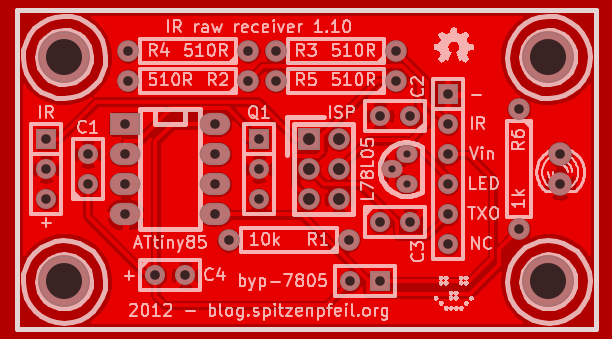 IR raw receiver 1.10
R4 510R
R3 510R
510R R2
R5 510R
IR
C1
Q1
ISP
C2
-
IR
Vin
LED
TXO
NC
L78L05
R6
1k
+
ATtiny85
10k R1
C3
+
C4
byp-7805
2012 - blog.spitzenpfeil.org